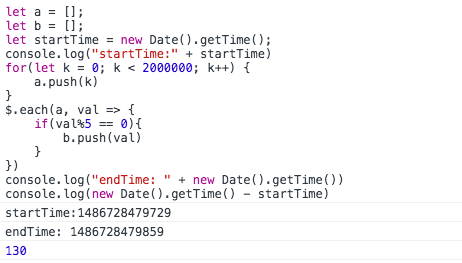 let a = [];
let b = [];
let startTime = new Date().getTime();
console.log("startTime:" + startTime)
for(let k = 0; k < 2000000; k++) {
    a.push(k)
}
$.each(a, val => {
    if(val%5 == 0){
        b.push(val)
    }
})
console.log("endTime: " + new Date().getTime())
console.log(new Date().getTime() - startTime)
startTime:1486728479729
endTime: 1486728479859
130